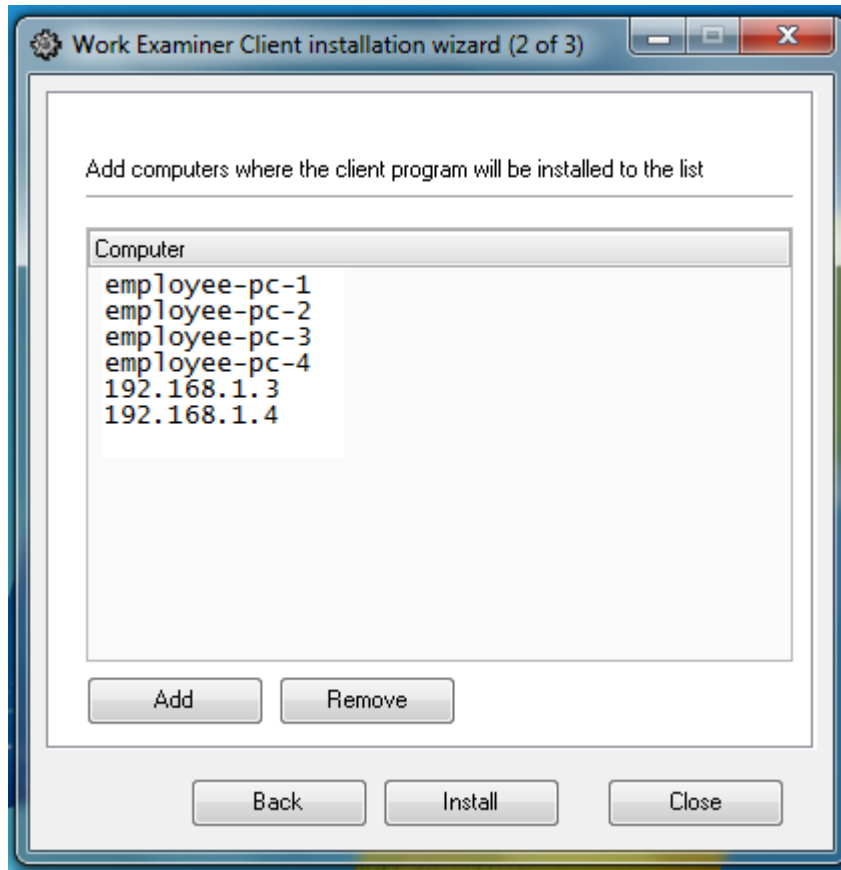 Work Examiner Client installation wizard (2 of 3)
Add computers where the client program will be installed to the list
Computer
employee-pc-1
employee-pc-2
employee-pc-3
employee-pc-4
192.168.1.3
192.168.1.4
Add Remove
Back Install Close